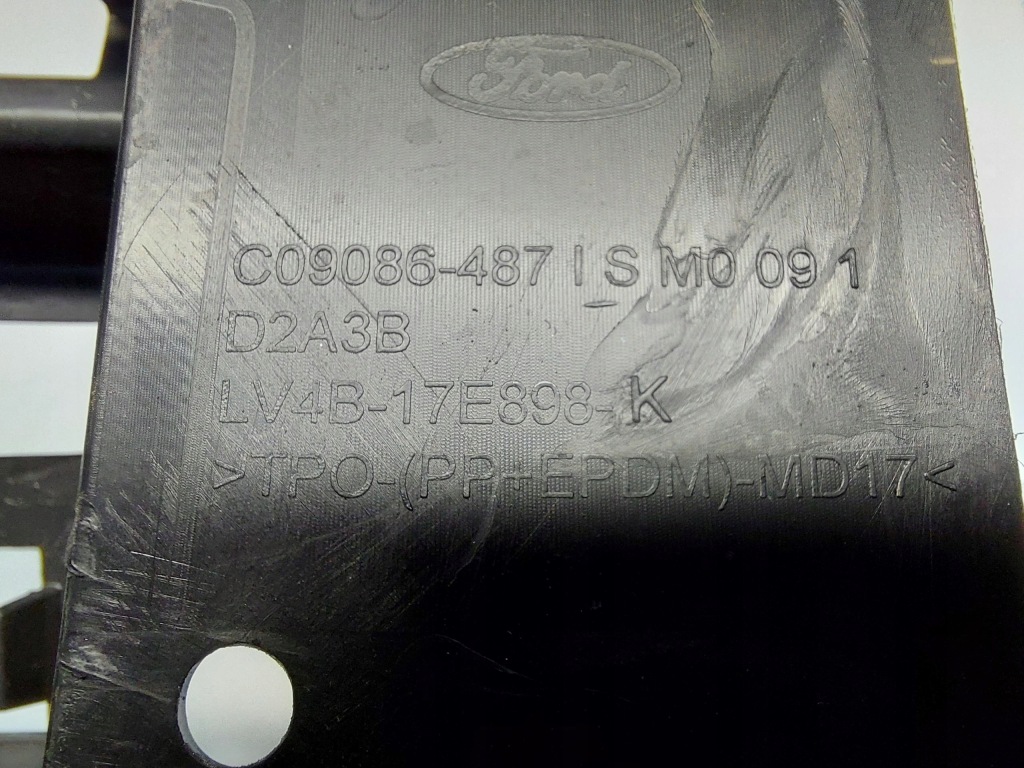 Ford
C09086-487 I S M0 09 1
D2A3B
LV4B-17E898-K
>TPO-(PP+EPDM)-MD17<